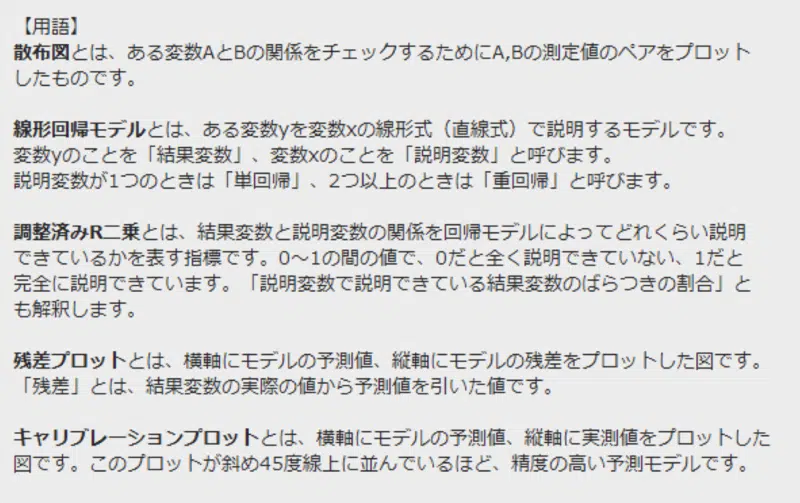 【用語】
散布図とは、ある変数AとBの関係をチェックするためにA,Bの測定値のペアをプロット
したものです。
線形回帰モデルとは、ある変数yを変数xの線形式（直線式）で説明するモデルです。
変数yのことを「結果変数」、変数xのことを「説明変数」と呼びます。
説明変数が1つのときは「単回帰」、2つ以上のときは「重回帰」と呼びます。
調整済みR二乗とは、結果変数と説明変数の関係を回帰モデルによってどれくらい説明
できているかを表す指標です。0～1の間の値で、0だと全く説明できていない、1だと
完全に説明できています。「説明変数で説明できている結果変数のばらつきの割合」と
も解釈します。
残差プロットとは、横軸にモデルの予測値、縦軸にモデルの残差をプロットした図です。
「残差」とは、結果変数の実際の値から予測値を引いた値です。
キャリブレーションプロットとは、横軸にモデルの予測値、縦軸に実測値をプロットした
図です。このプロットが斜め45度線上に並んでいるほど、精度の高い予測モデルです。